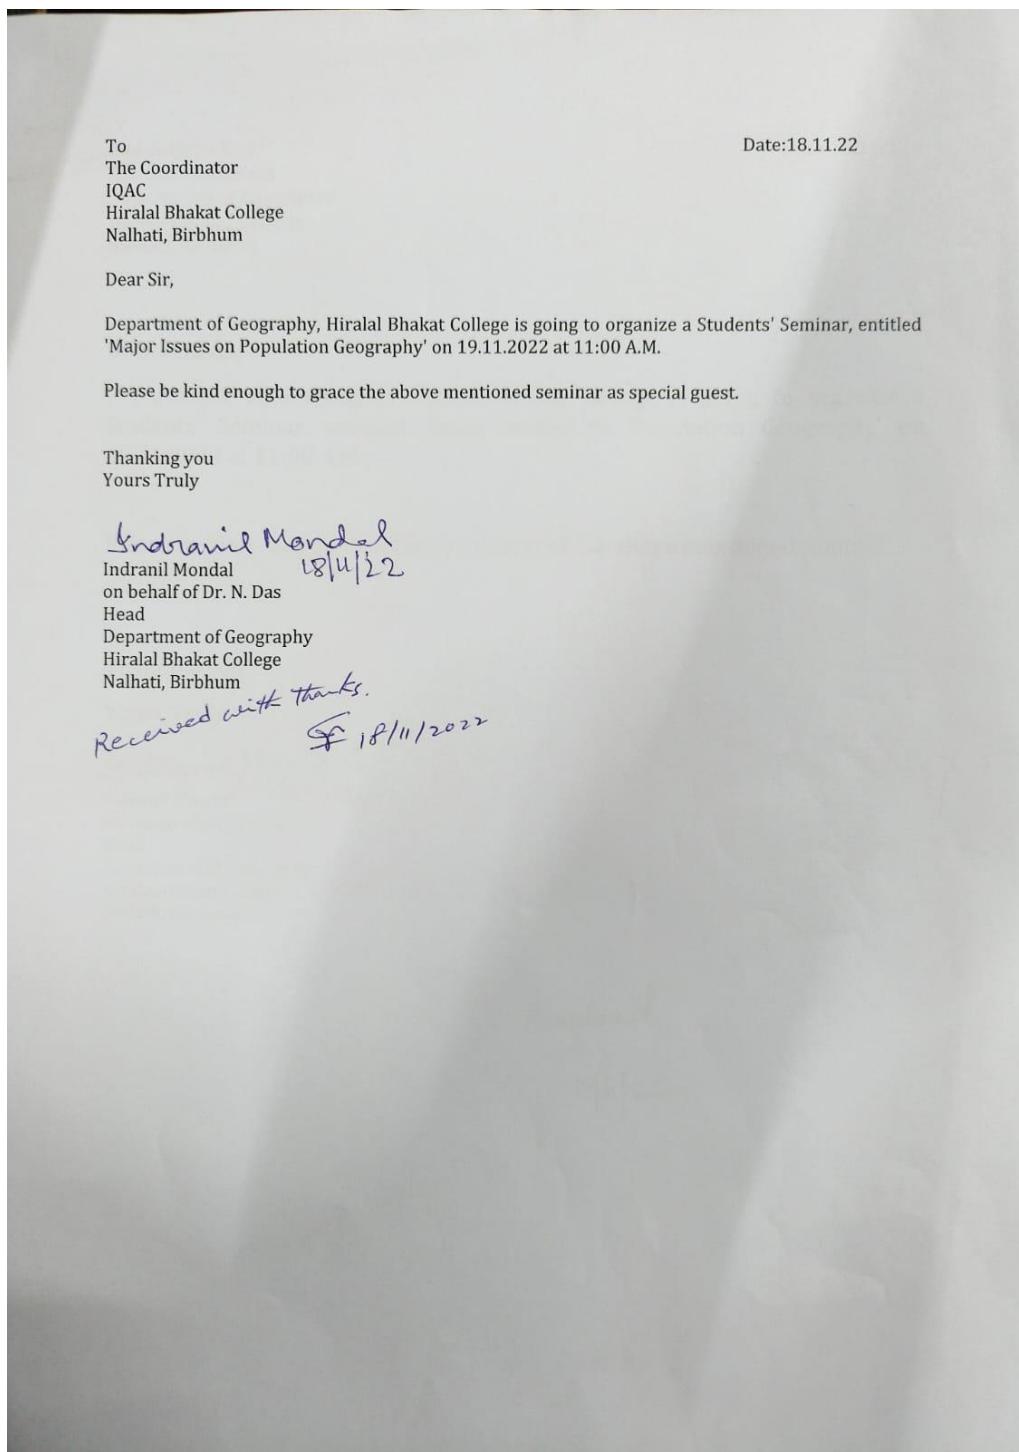 To
Date:18.11.22
The Coordinator
IQAC
Hiralal Bhakat College
Nalhati, Birbhum
Dear Sir,
Department of Geography, Hiralal Bhakat College is going to organize a Students' Seminar, entitled
'Major Issues on Population Geography' on 19.11.2022 at 11:00 A.M.
Please be kind enough to grace the above mentioned seminar as special guest.
Thanking you
Yours Truly
Indranil Mondal
18/11/22
Indranil Mondal
on behalf of Dr. N. Das
Head
Department of Geography
Hiralal Bhakat College
Nalhati, Birbhum
Received with thanks.
18/11/2022